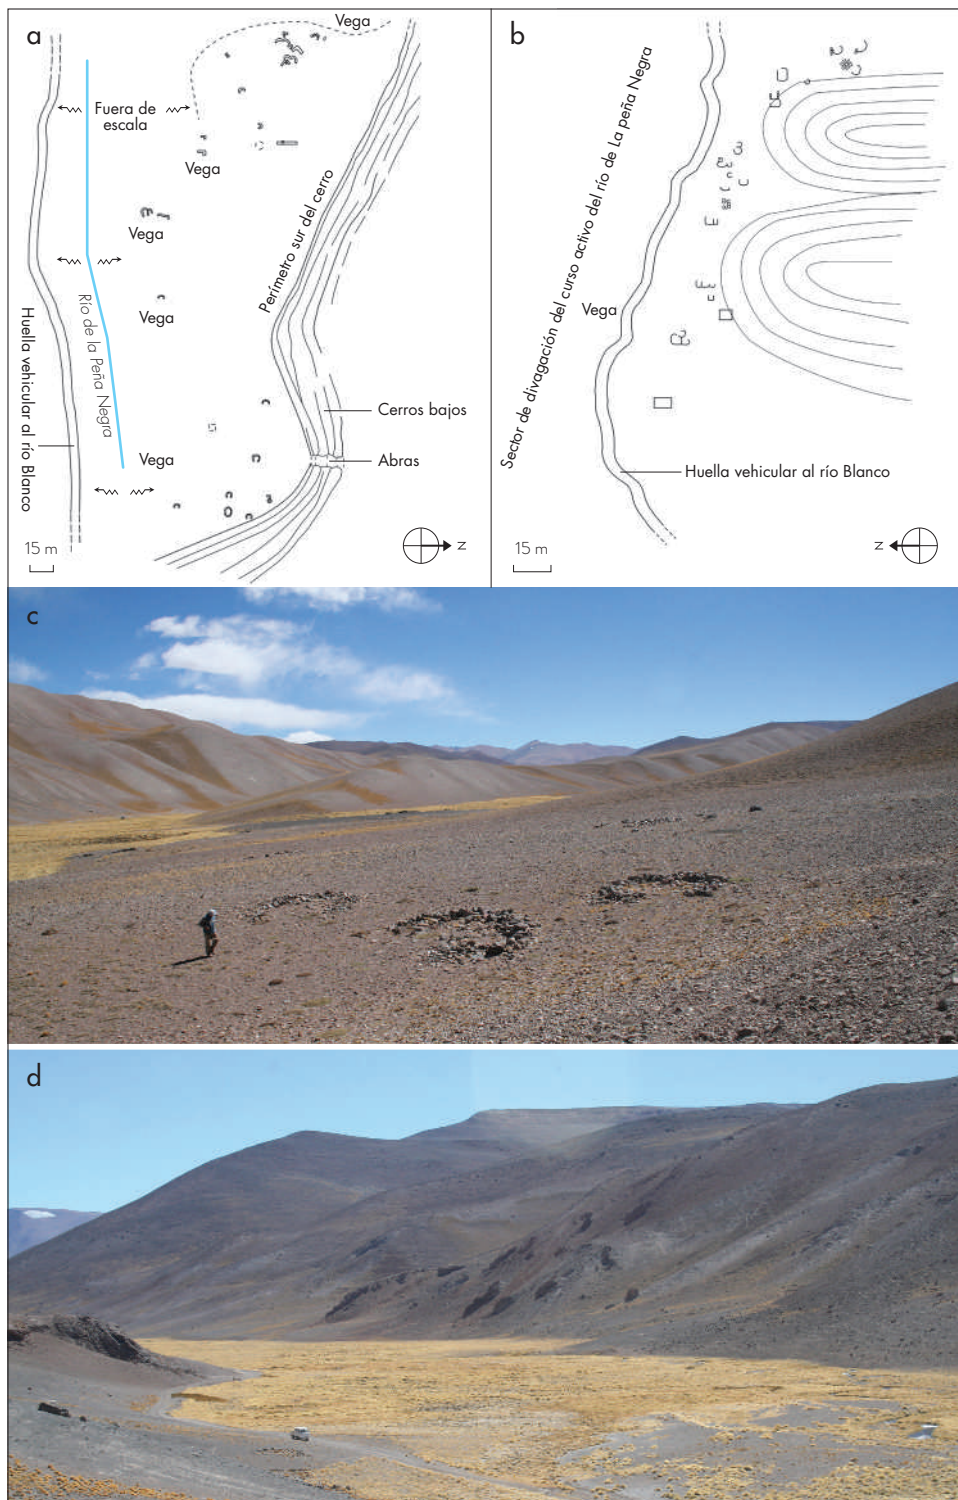 a
Vega
Fuera de
escala
Vega
Vega
Perímetro sur del cerro
Vega
Río de la Peña Negra
Huella vehicular al río Blanco
Cerros bajos
Vega
Abras
15 m
N
b
Sector de divagación del curso activo del río de La peña Negra
Vega
Huella vehicular al río Blanco
15 m
N
c
d